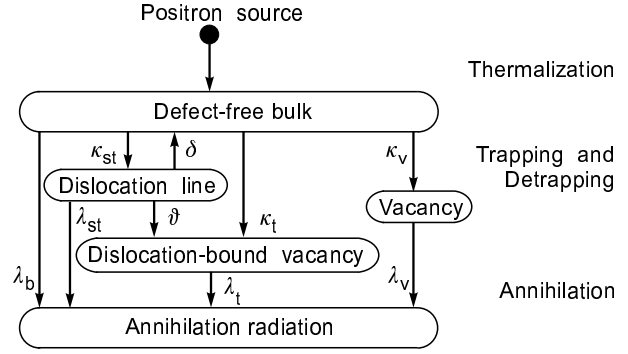 Positron source
Thermalization
Defect-free bulk
κst δ κv
Trapping and
Detrapping
Dislocation line
Vacancy
λst ϑ κt
Dislocation-bound vacancy
λb λt λv
Annihilation
Annihilation radiation